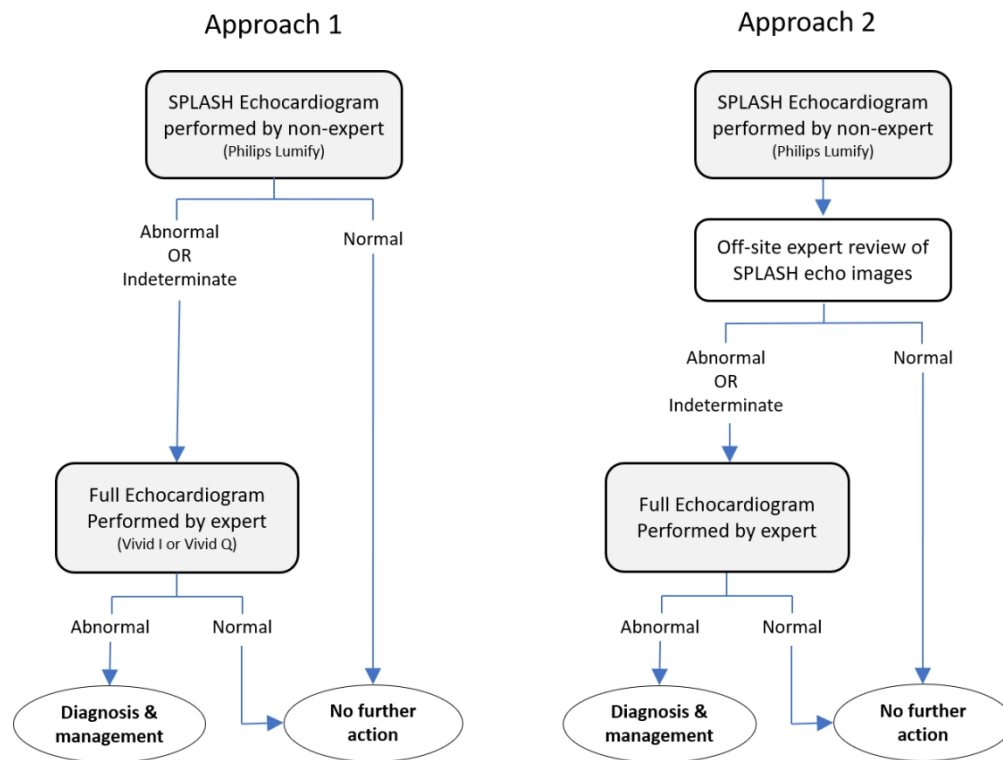 Approach 1
SPLASH Echocardiogram
performed by non-expert
(Philips Lumify)
Abnormal
OR
Indeterminate
Normal
Full Echocardiogram
Performed by expert
(Vivid I or Vivid Q)
Abnormal
Normal
Diagnosis &
management
No further
action
Approach 2
SPLASH Echocardiogram
performed by non-expert
(Philips Lumify)
Off-site expert review of
SPLASH echo images
Abnormal
OR
Indeterminate
Normal
Full Echocardiogram
Performed by expert
Abnormal
Normal
Diagnosis &
management
No further
action